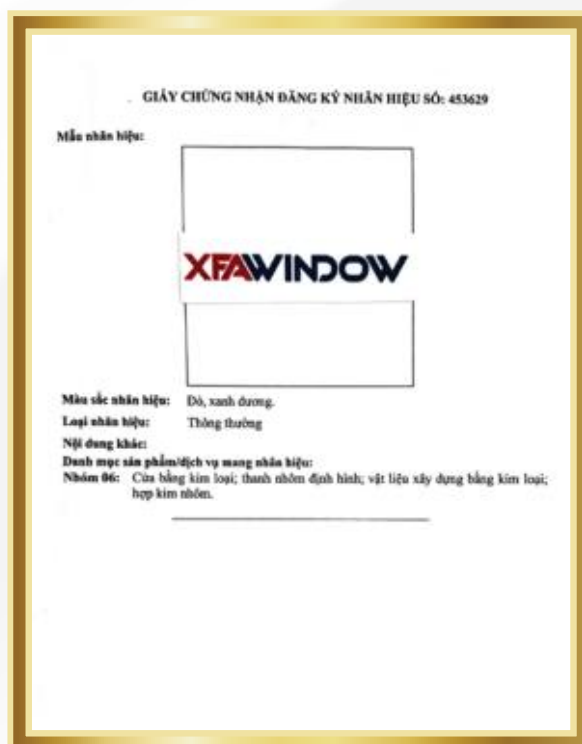 GIẤY CHỨNG NHẬN ĐĂNG KÝ NHÃN HIỆU SỐ: 453629
Mẫu nhãn hiệu:
XFAWINDOW
Màu sắc nhãn hiệu: Đỏ, xanh dương.
Loại nhãn hiệu: Thông thường
Nội dung khác:
Danh mục sản phẩm/dịch vụ mang nhãn hiệu:
Nhóm 06: Cửa bằng kim loại; thanh nhôm định hình; vật liệu xây dựng bằng kim loại;
hợp kim nhôm.